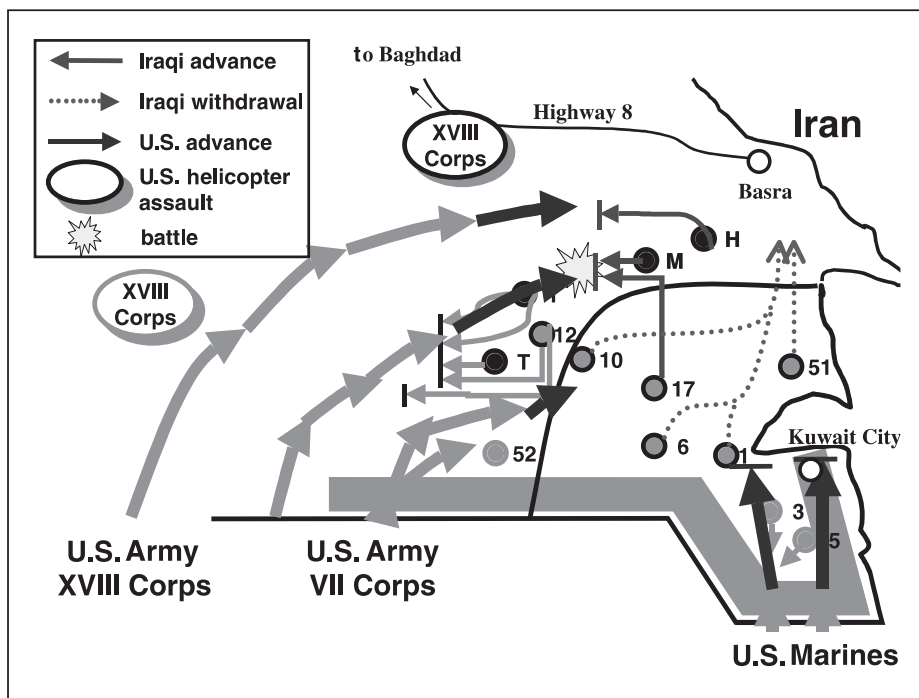 Iraqi advance
Iraqi withdrawal
U.S. advance
U.S. helicopter
assault
battle
to Baghdad
XVIII
Corps
Highway 8
Iran
Basra
H
M
XVIII
Corps
12
T
10
17
51
52
6
1
Kuwait City
3
5
U.S. Army
XVIII Corps
U.S. Army
VII Corps
U.S. Marines